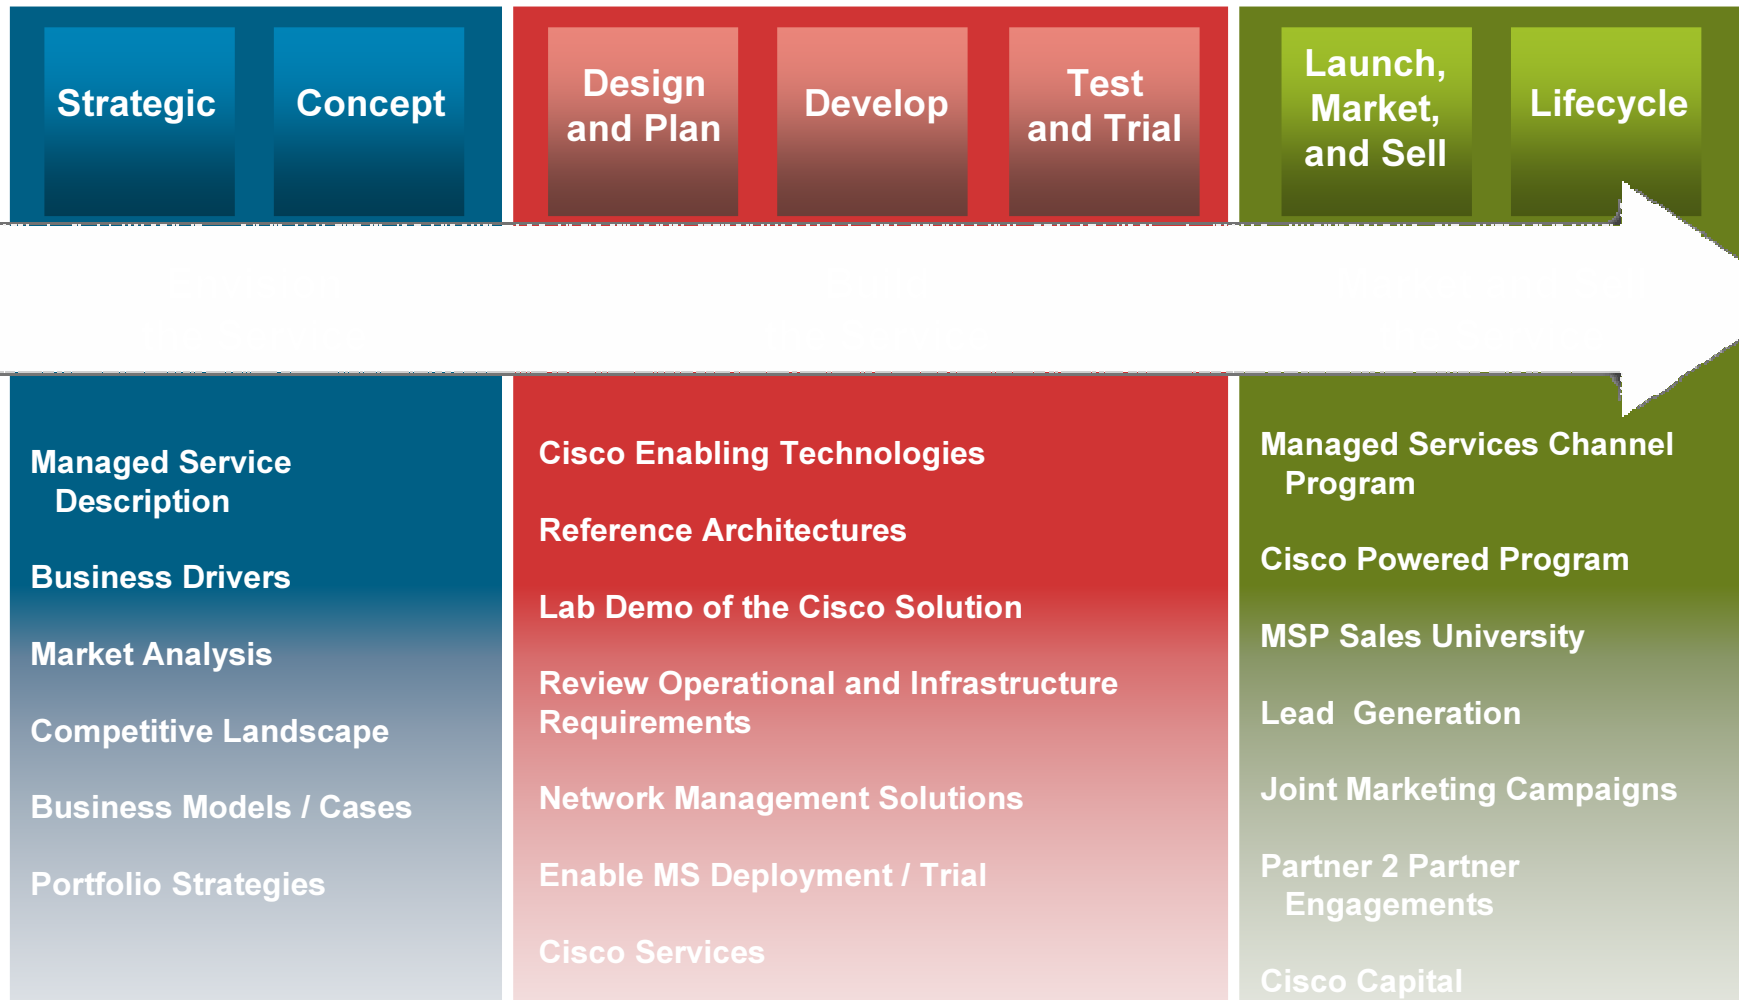 Strategic
Concept
Design
and Plan
Develop
Test
and Trial
Launch,
Market,
and Sell
Lifecycle
Managed Service
Description
Business Drivers
Market Analysis
Competitive Landscape
Business Models / Cases
Portfolio Strategies
Cisco Enabling Technologies
Reference Architectures
Lab Demo of the Cisco Solution
Review Operational and Infrastructure
Requirements
Network Management Solutions
Enable MS Deployment / Trial
Cisco Services
Managed Services Channel
Program
Cisco Powered Program
MSP Sales University
Lead  Generation
Joint Marketing Campaigns
Partner 2 Partner
Engagements
Cisco Capital